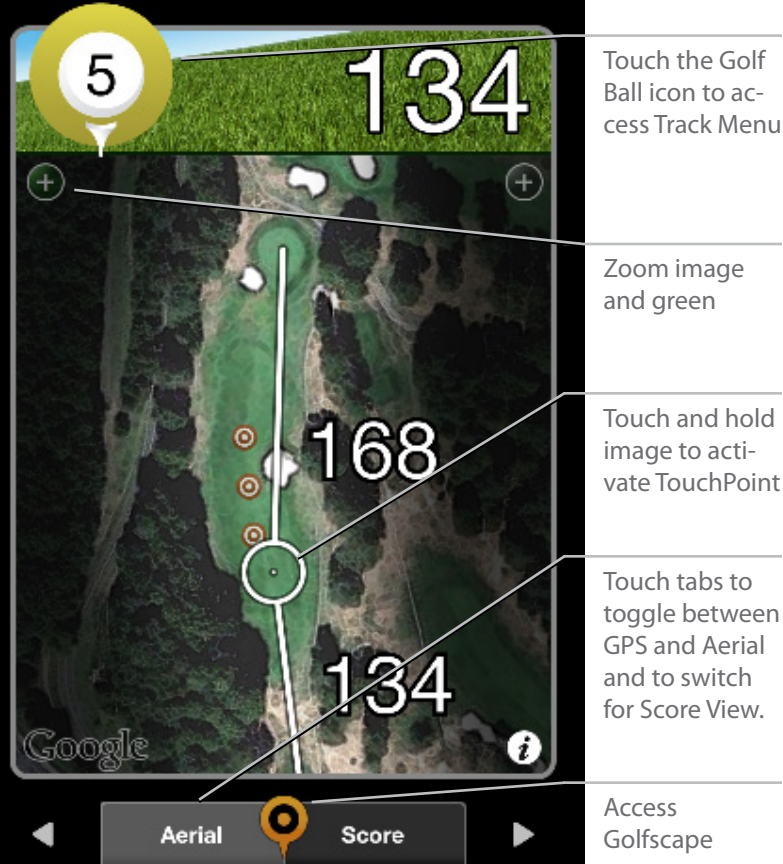 5
134
Touch the Golf
Ball icon to ac-
cess Track Menu
Zoom image
and green
168
Touch and hold
image to acti-
vate TouchPoint
134
Touch tabs to
toggle between
GPS and Aerial
and to switch
for Score View.
Google
i
Aerial
Score
Access
Golfscape